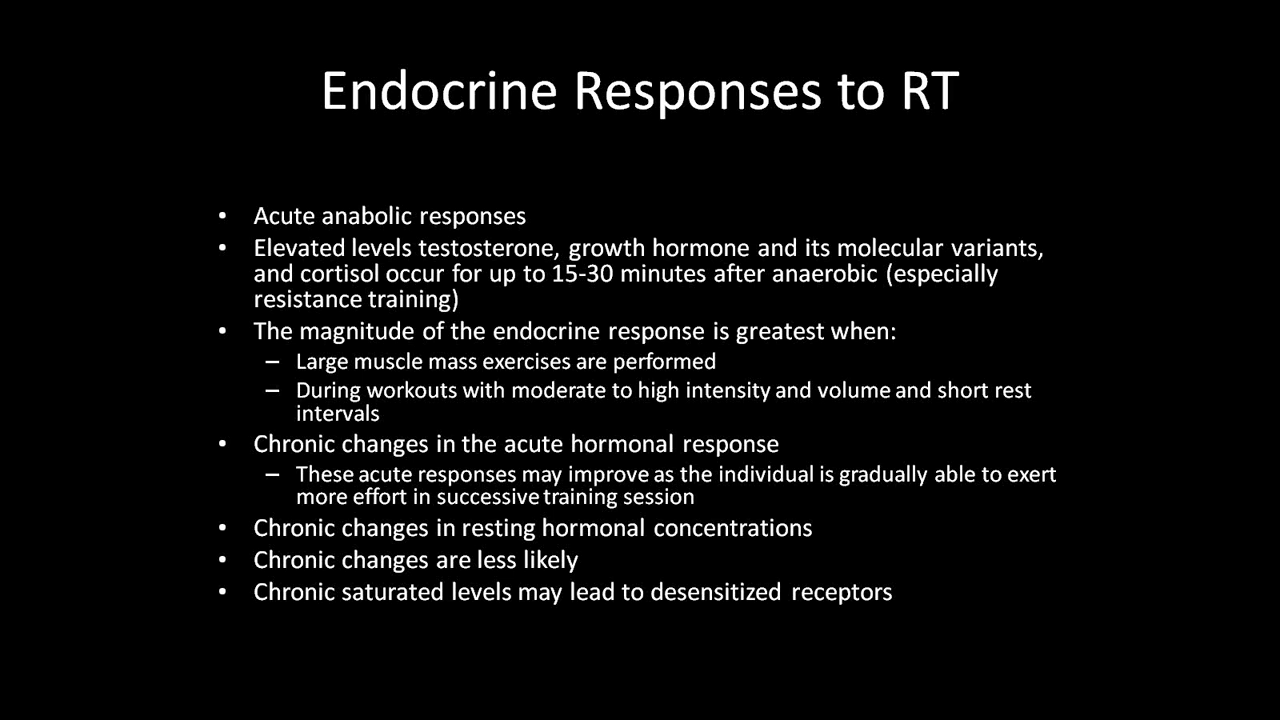 Endocrine Responses to RT
• Acute anabolic responses
• Elevated levels testosterone, growth hormone and its molecular variants,
and cortisol occur for up to 15-30 minutes after anaerobic (especially
resistance training)
• The magnitude of the endocrine response is greatest when:
– Large muscle mass exercises are performed
– During workouts with moderate to high intensity and volume and short rest
intervals
• Chronic changes in the acute hormonal response
– These acute responses may improve as the individual is gradually able to exert
more effort in successive training session
• Chronic changes in resting hormonal concentrations
• Chronic changes are less likely
• Chronic saturated levels may lead to desensitized receptors